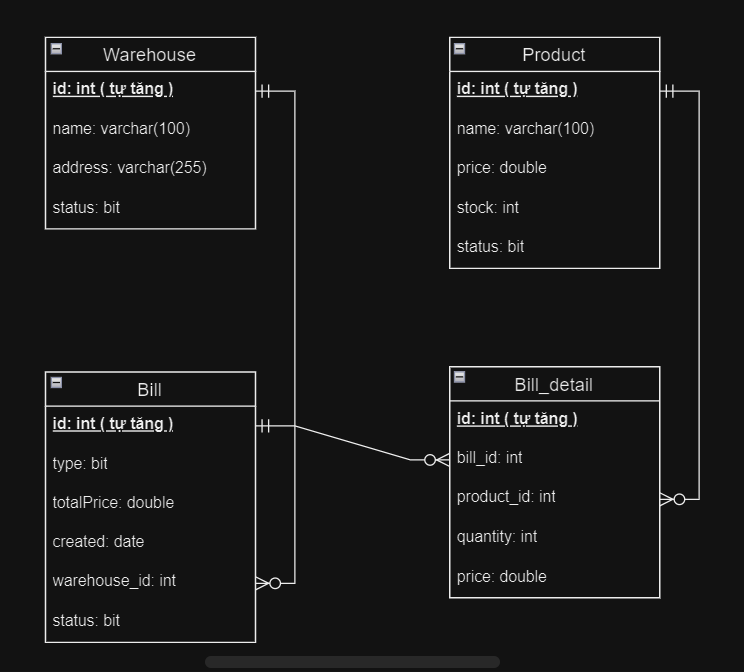 Warehouse
id: int ( tự tăng )
name: varchar(100)
address: varchar(255)
status: bit
Product
id: int ( tự tăng )
name: varchar(100)
price: double
stock: int
status: bit
Bill
id: int ( tự tăng )
type: bit
totalPrice: double
created: date
warehouse_id: int
status: bit
Bill_detail
id: int ( tự tăng )
bill_id: int
product_id: int
quantity: int
price: double